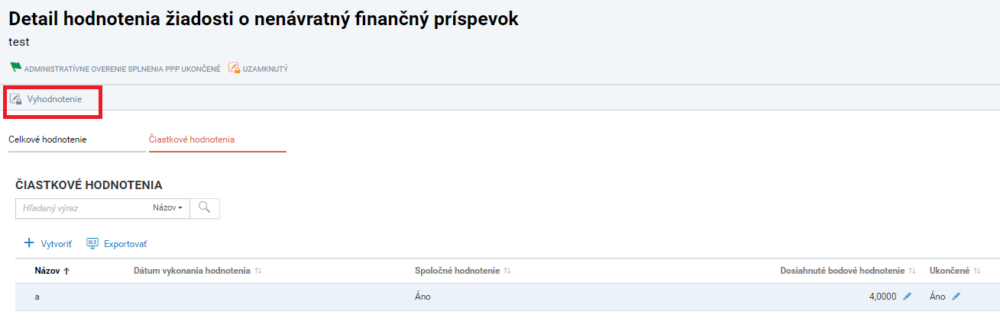 Detail hodnotenia žiadosti o nenávratný finančný príspevok
test
ADMINISTRATÍVNE OVERENIE SPLNENIA PPP UKONČENÉ UZAMKNUTÝ
Vyhodnotenie
Celkové hodnotenie Čiastkové hodnotenia
ČIASTKOVÉ HODNOTENIA
Hľadaný výraz Názov
Vytvoriť XLS Exportovať
Názov Dátum vykonania hodnotenia Spoločné hodnotenie Dosiahnuté bodové hodnotenie Ukončené
a Áno 4,0000 Áno